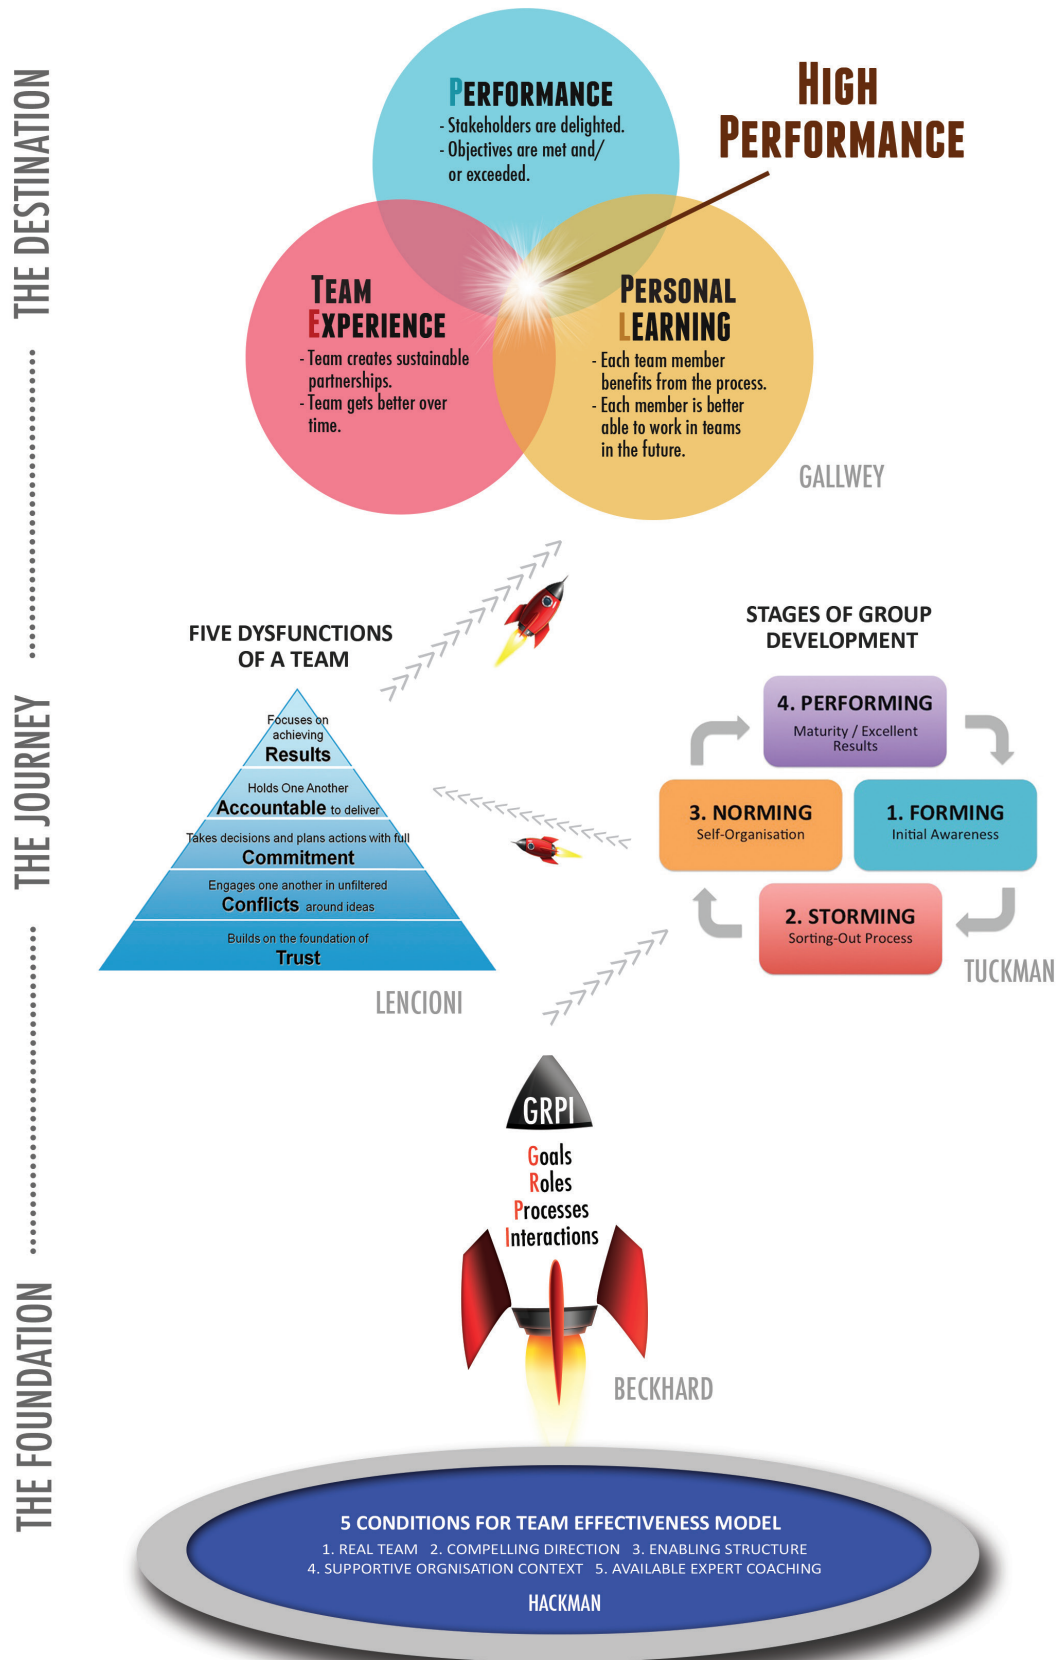 THE DESTINATION
HIGH
PERFORMANCE
PERFORMANCE
- Stakeholders are delighted.
- Objectives are met and/
or exceeded.
TEAM
EXPERIENCE
- Team creates sustainable
partnerships.
- Team gets better over
time.
PERSONAL
LEARNING
- Each team member
benefits from the process.
- Each member is better
able to work in teams
in the future.
GALLWEY
THE JOURNEY
FIVE DYSFUNCTIONS
OF A TEAM
Focuses on
achieving
Results
Holds One Another
Accountable to deliver
Takes decisions and plans actions with full
Commitment
Engages one another in unfiltered
Conflicts around ideas
Builds on the foundation of
Trust
LENCIONI
STAGES OF GROUP
DEVELOPMENT
4. PERFORMING
Maturity / Excellent
Results
3. NORMING
Self-Organisation
1. FORMING
Initial Awareness
2. STORMING
Sorting-Out Process
TUCKMAN
THE FOUNDATION
GRPI
Goals
Roles
Processes
Interactions
BECKHARD
5 CONDITIONS FOR TEAM EFFECTIVENESS MODEL
1. REAL TEAM 2. COMPELLING DIRECTION 3. ENABLING STRUCTURE
4. SUPPORTIVE ORGNISATION CONTEXT 5. AVAILABLE EXPERT COACHING
HACKMAN